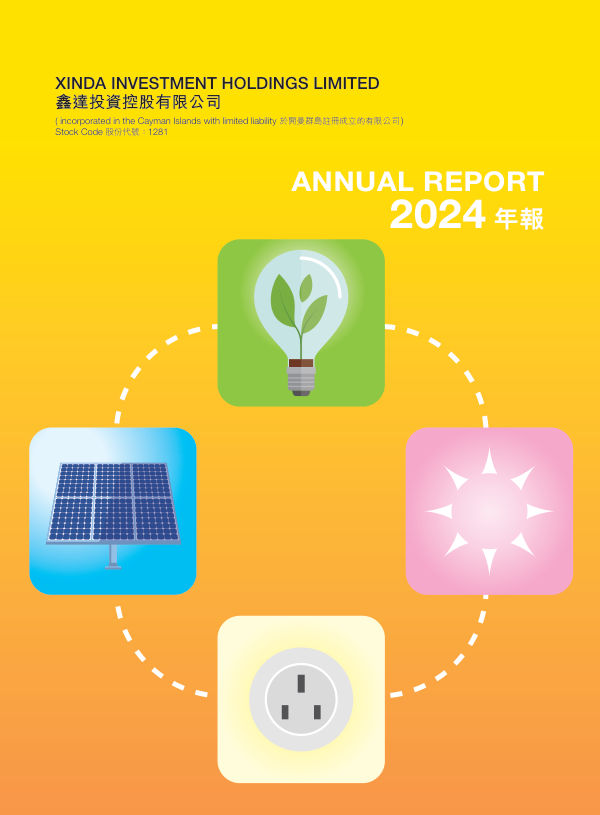 XINDA INVESTMENT HOLDINGS LIMITED
鑫達投資控股有限公司
( incorporated in the Cayman Islands with limited liability 於開曼群島註冊成立的有限公司)
Stock Code 股份代號：1281
ANNUAL REPORT
2024 年報